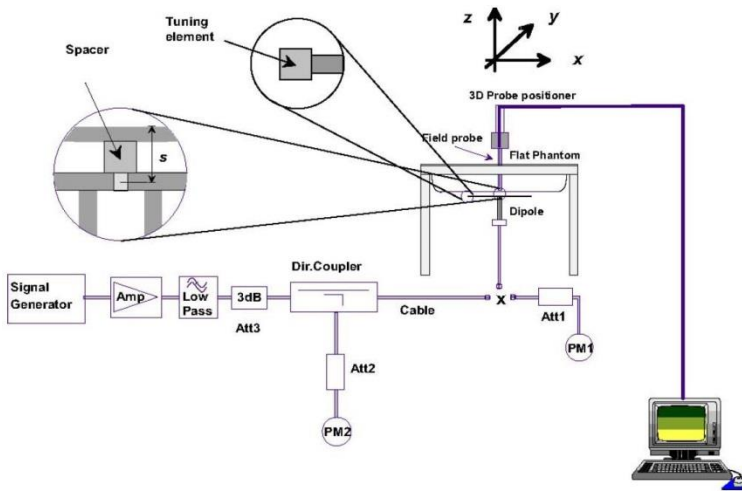 Tuning
element
Spacer
s
z
y
x
3D Probe positioner
Field probe
Flat Phantom
Dipole
Dir.Coupler
Signal
Generator
Amp
Low
Pass
3dB
Att3
Cable
x
Att1
PM1
Att2
PM2